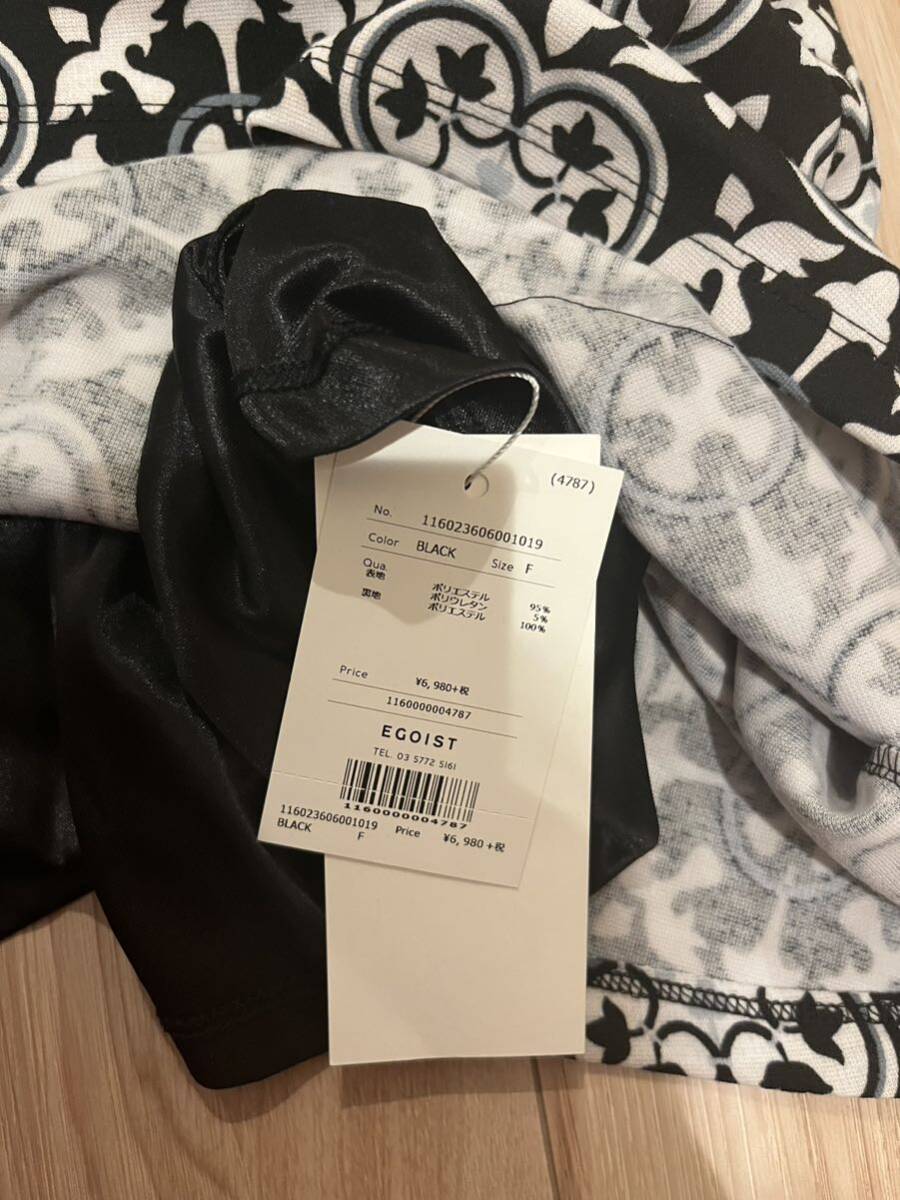 (4787)
No. 116023606001019
Color BLACK Size F
Qua.
表地 ポリエステル 95%
ポリウレタン 5%
裏地 ポリエステル 100%
Price ¥6,980+税
1160000004787
EGOIST
TEL. 03 5772 5161
1160000004787
116023606001019
BLACK F Price ¥6,980+税